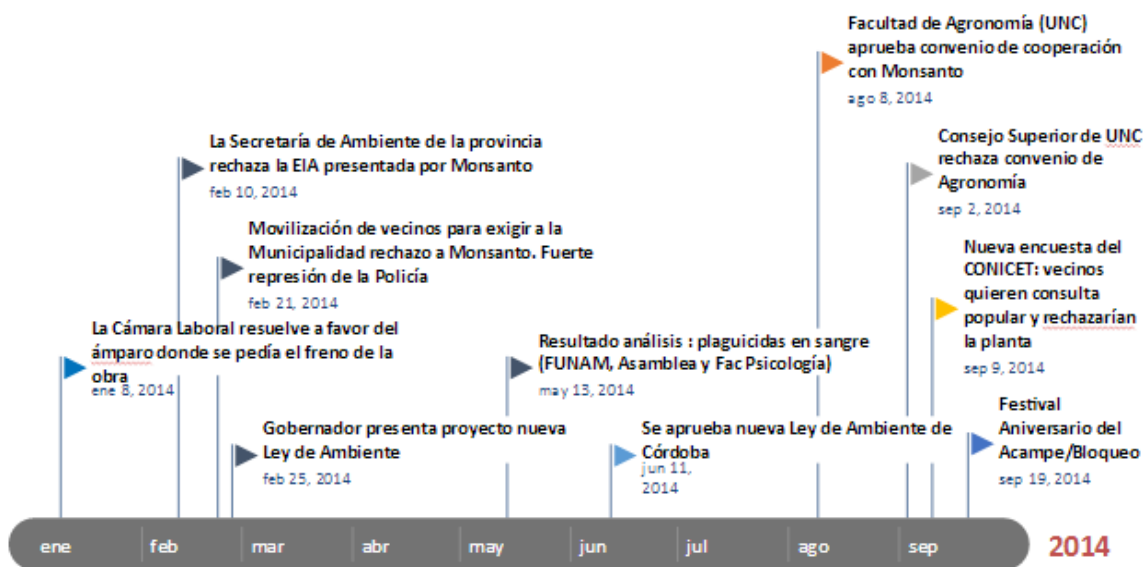 Facultad de Agronomía (UNC)
aprueba convenio de cooperación
con Monsanto
ago 8, 2014
La Secretaría de Ambiente de la provincia
rechaza la EIA presentada por Monsanto
feb 10, 2014
Consejo Superior de UNC
rechaza convenio de
Agronomía
sep 2, 2014
Movilización de vecinos para exigir a la
Municipalidad rechazo a Monsanto. Fuerte
represión de la Policía
feb 21, 2014
Nueva encuesta del
CONICET: vecinos
quieren consulta
popular y rechazarían
la planta
sep 9, 2014
La Cámara Laboral resuelve a favor del
ámparo donde se pedía el freno de la
obra
ene 8, 2014
Resultado análisis : plaguicidas en sangre
(FUNAM, Asamblea y Fac Psicología)
may 13, 2014
Gobernador presenta proyecto nueva
Ley de Ambiente
feb 25, 2014
Se aprueba nueva Ley de Ambiente de
Córdoba
jun 11,
2014
Festival
Aniversario del
Acampe/Bloqueo
sep 19, 2014
ene feb mar abr may jun jul ago sep 2014